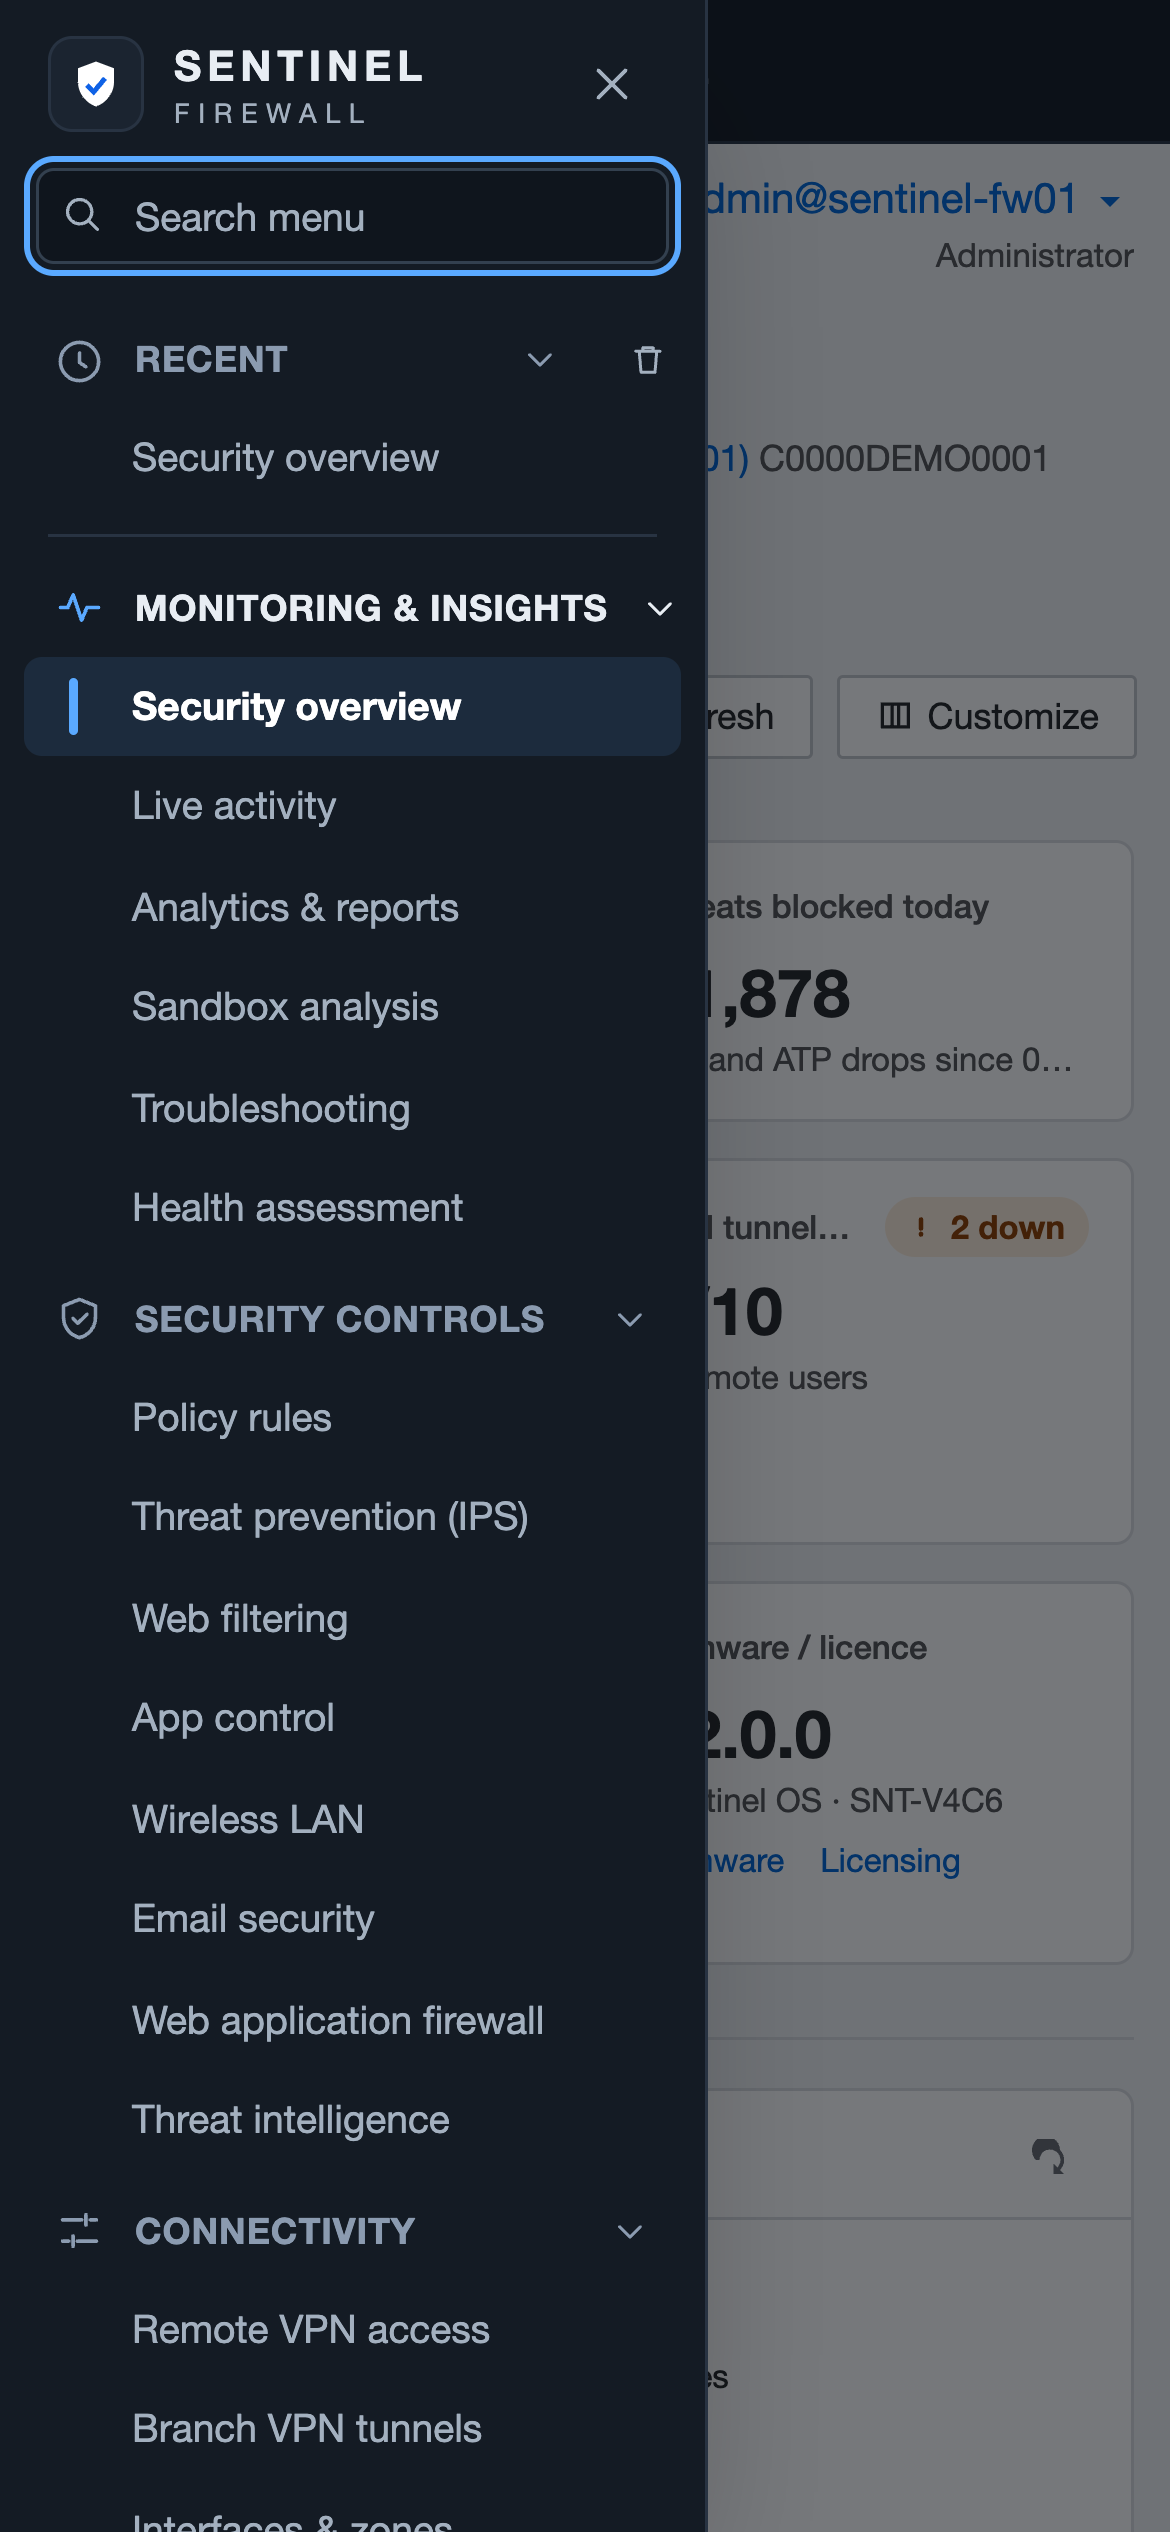 SENTINEL
FIREWALL
Search menu
RECENT
Security overview
MONITORING & INSIGHTS
Security overview
Live activity
Analytics & reports
Sandbox analysis
Troubleshooting
Health assessment
SECURITY CONTROLS
Policy rules
Threat prevention (IPS)
Web filtering
App control
Wireless LAN
Email security
Web application firewall
Threat intelligence
CONNECTIVITY
Remote VPN access
Branch VPN tunnels
Interfaces & zones
dmin@sentinel-fw01
Administrator
01) C0000DEMO0001
resh
Customize
eats blocked today
1,878
and ATP drops since 0...
tunnel...
! 2 down
/10
mote users
ware / licence
2.0.0
tinel OS · SNT-V4C6
ware Licensing
es